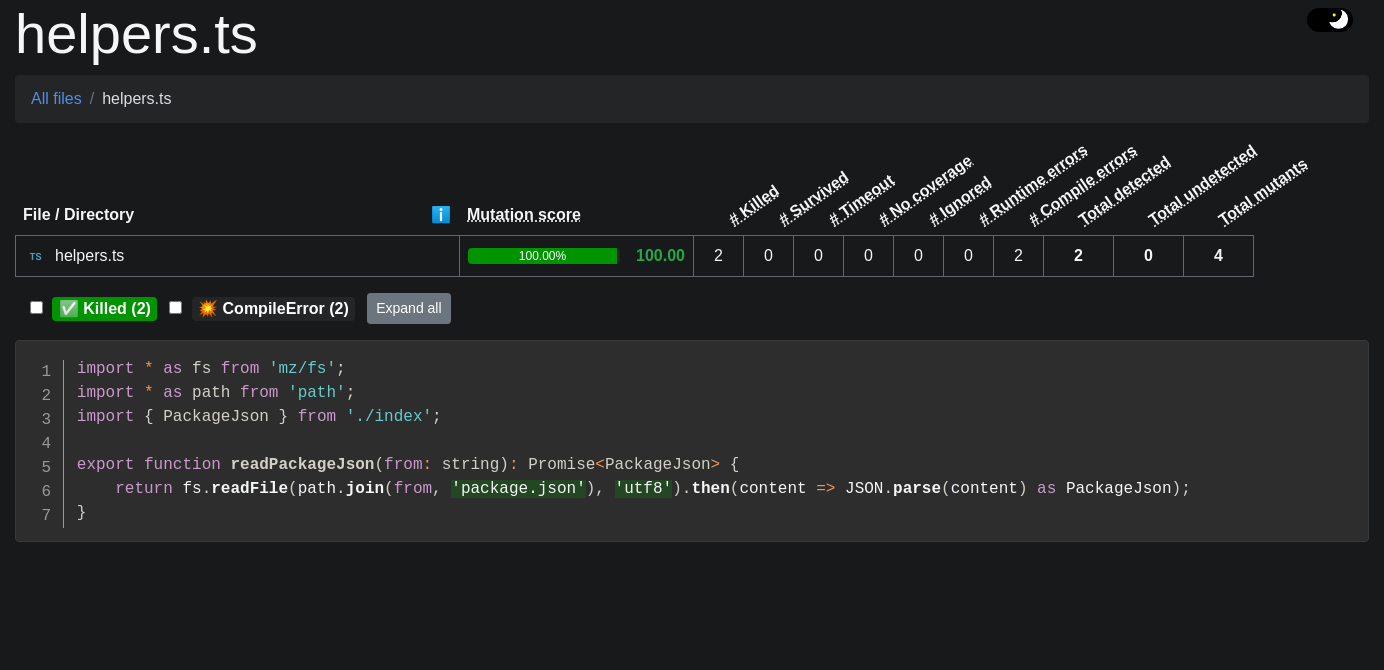 helpers.ts
All files / helpers.ts
File / Directory ℹ Mutation score # Killed # Survived # Timeout # No coverage # Ignored # Runtime errors # Compile errors Total detected Total undetected Total mutants
TS helpers.ts 100.00% 100.00 2 0 0 0 0 0 2 2 0 4
✅ Killed (2) 💥 CompileError (2) Expand all
1 import * as fs from 'mz/fs';
2 import * as path from 'path';
3 import { PackageJson } from './index';
4
5 export function readPackageJson(from: string): Promise<PackageJson> {
6     return fs.readFile(path.join(from, 'package.json'), 'utf8').then(content => JSON.parse(content) as PackageJson);
7 }